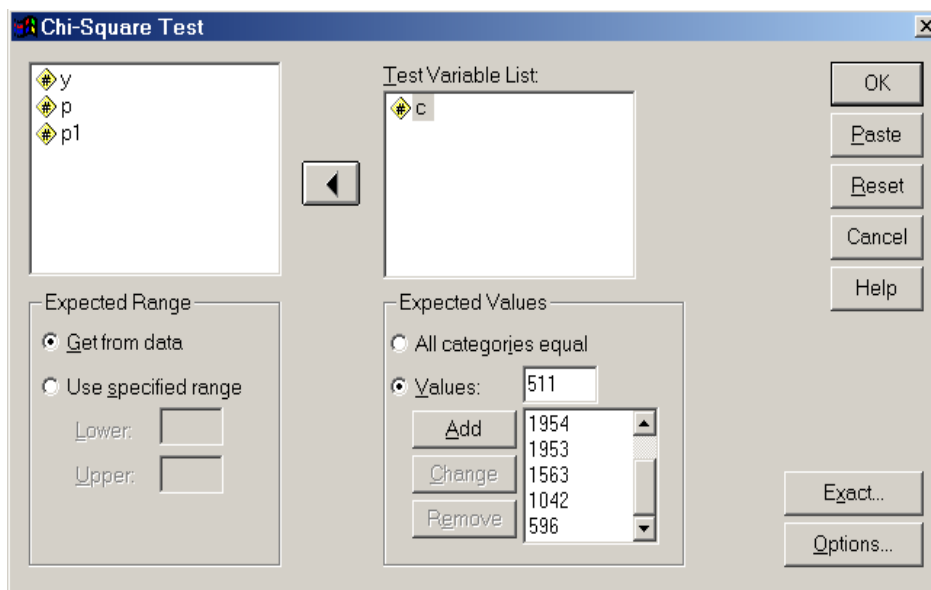 Chi-Square Test
y
p
p1
Test Variable List:
c
OK
Paste
Reset
Cancel
Help
Expected Range
Get from data
Use specified range
Lower:
Upper:
Expected Values
All categories equal
Values:
511
Add
Change
Remove
1954
1953
1563
1042
596
Exact...
Options...